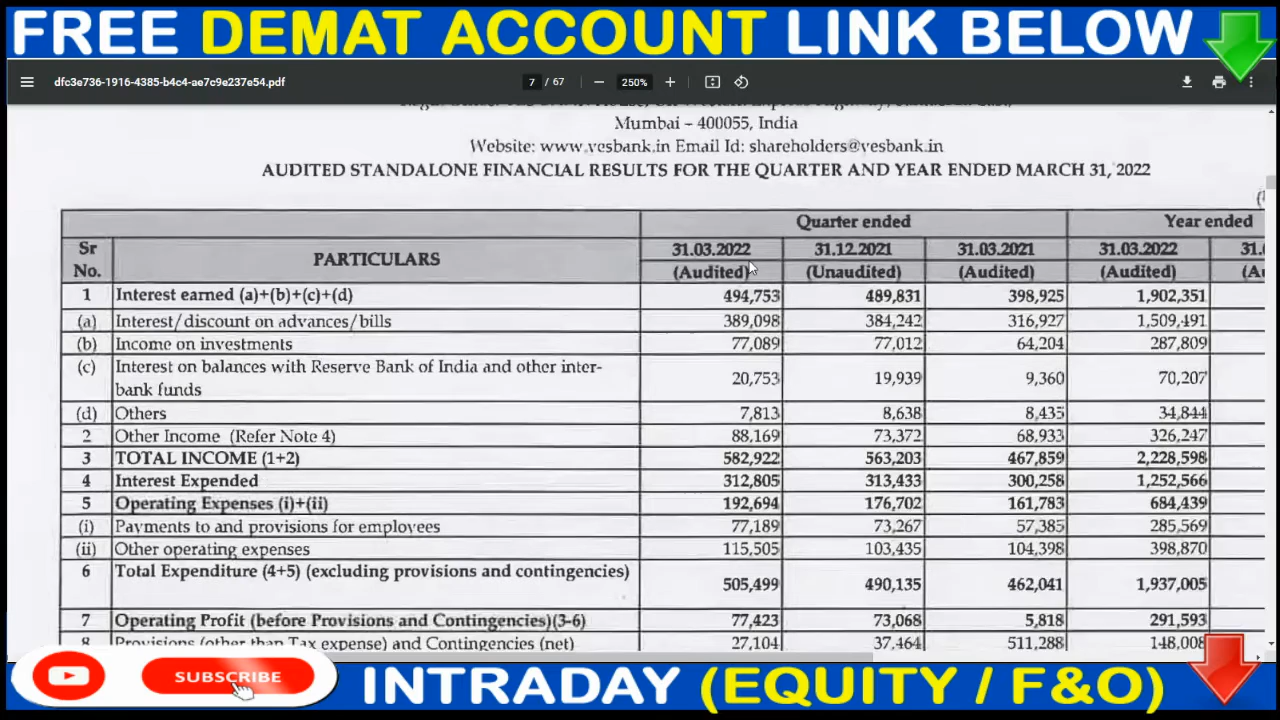 FREE DEMAT ACCOUNT LINK BELOW
dfc3e736-1916-4385-b4c4-ae7c9e237e54.pdf 7 / 67 — 250% +
Mumbai – 400055, India
Website: www.yesbank.in Email Id: shareholders@yesbank.in
AUDITED STANDALONE FINANCIAL RESULTS FOR THE QUARTER AND YEAR ENDED MARCH 31, 2022
Sr No. PARTICULARS Quarter ended Year ended
31.03.2022 31.12.2021 31.03.2021 31.03.2022
(Audited) (Unaudited) (Audited) (Audited)
1 Interest earned (a)+(b)+(c)+(d) 494,753 489,831 398,925 1,902,351
(a) Interest/discount on advances/bills 389,098 384,242 316,927 1,509,491
(b) Income on investments 77,089 77,012 64,204 287,809
(c) Interest on balances with Reserve Bank of India and other inter-
bank funds 20,753 19,939 9,360 70,207
(d) Others 7,813 8,638 8,435 34,844
2 Other Income (Refer Note 4) 88,169 73,372 68,933 326,247
3 TOTAL INCOME (1+2) 582,922 563,203 467,859 2,228,598
4 Interest Expended 312,805 313,433 300,258 1,252,566
5 Operating Expenses (i)+(ii) 192,694 176,702 161,783 684,439
(i) Payments to and provisions for employees 77,189 73,267 57,385 285,569
(ii) Other operating expenses 115,505 103,435 104,398 398,870
6 Total Expenditure (4+5) (excluding provisions and contingencies) 505,499 490,135 462,041 1,937,005
7 Operating Profit (before Provisions and Contingencies)(3-6) 77,423 73,068 5,818 291,593
8 Provisions (other than Tax expense) and Contingencies (net) 27,104 37,464 511,288 148,008
SUBSCRIBE
INTRADAY (EQUITY / F&O)